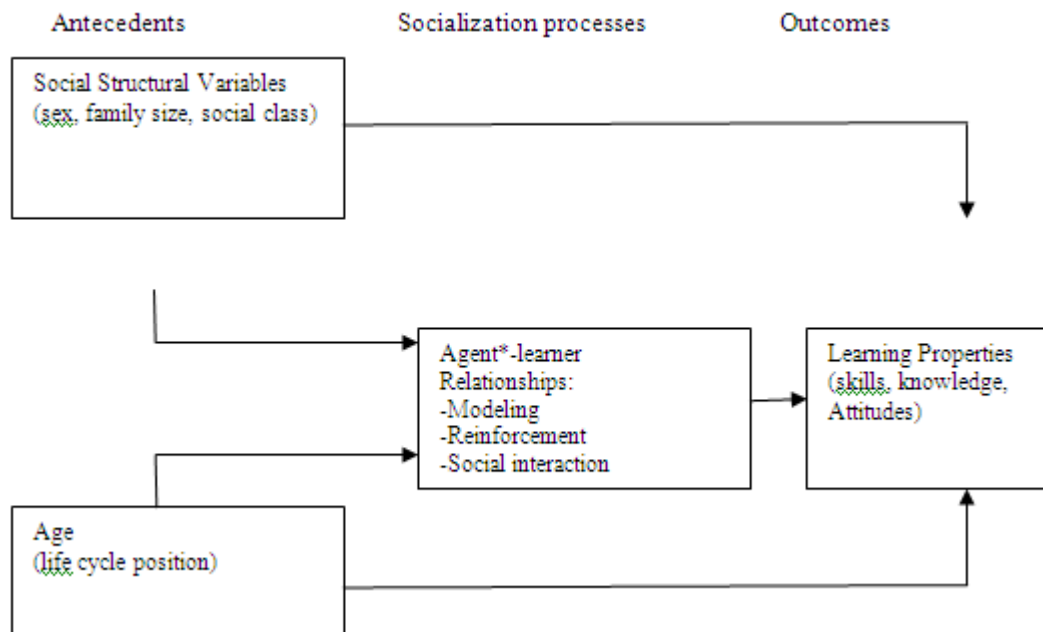 Antecedents Socialization processes Outcomes
Social Structural Variables
(sex, family size, social class)
Agent*-learner
Relationships:
-Modeling
-Reinforcement
-Social interaction
Learning Properties
(skills, knowledge,
Attitudes)
Age
(life cycle position)